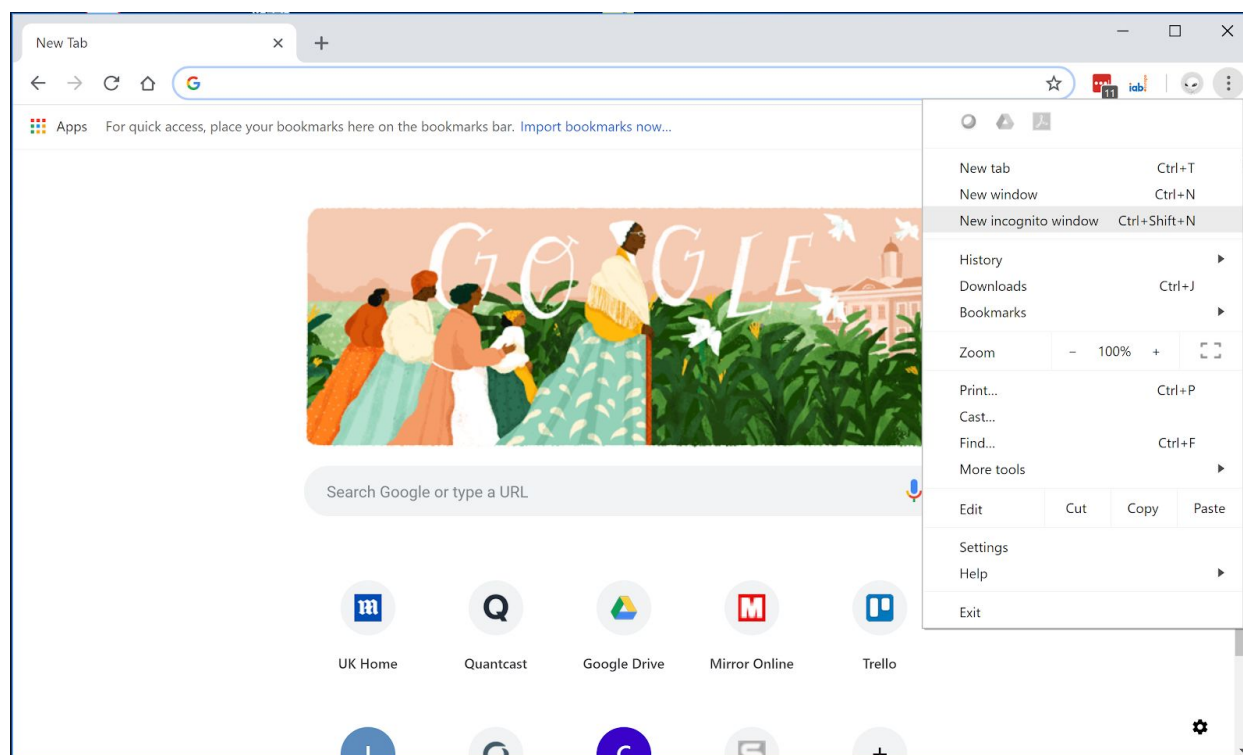 New Tab
11
iab
Apps For quick access, place your bookmarks here on the bookmarks bar. Import bookmarks now...
New tab Ctrl+T
New window Ctrl+N
New incognito window Ctrl+Shift+N
History
Downloads Ctrl+J
Bookmarks
Zoom - 100% +
Print... Ctrl+P
Cast...
Find... Ctrl+F
More tools
Edit Cut Copy Paste
Settings
Help
Exit
GOOGLE
Search Google or type a URL
UK Home Quantcast Google Drive Mirror Online Trello